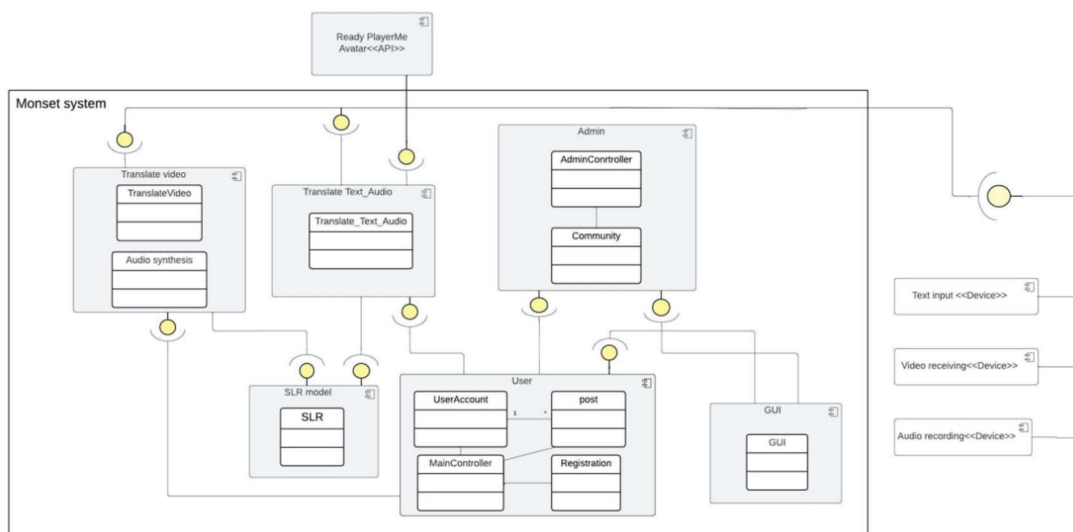 Ready PlayerMe
Avatar<<API>>
Monset system
Admin
AdminConrtroller
Community
Translate video
TranslateVideo
Audio synthesis
Translate Text_Audio
Translate_Text_Audio
Text input <<Device>>
Video receiving<<Device>>
Audio recording<<Device>>
SLR model
SLR
User
UserAccount
1
*
post
MainController
Registration
GUI
GUI